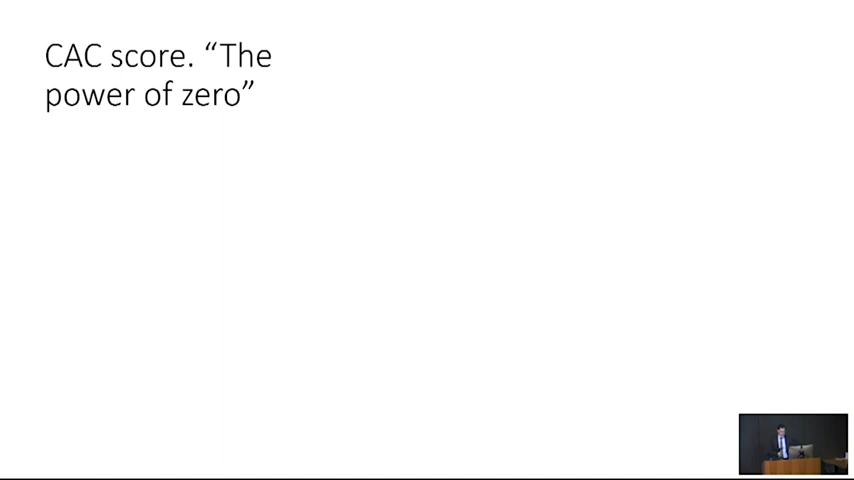 CAC score. “The
power of zero”